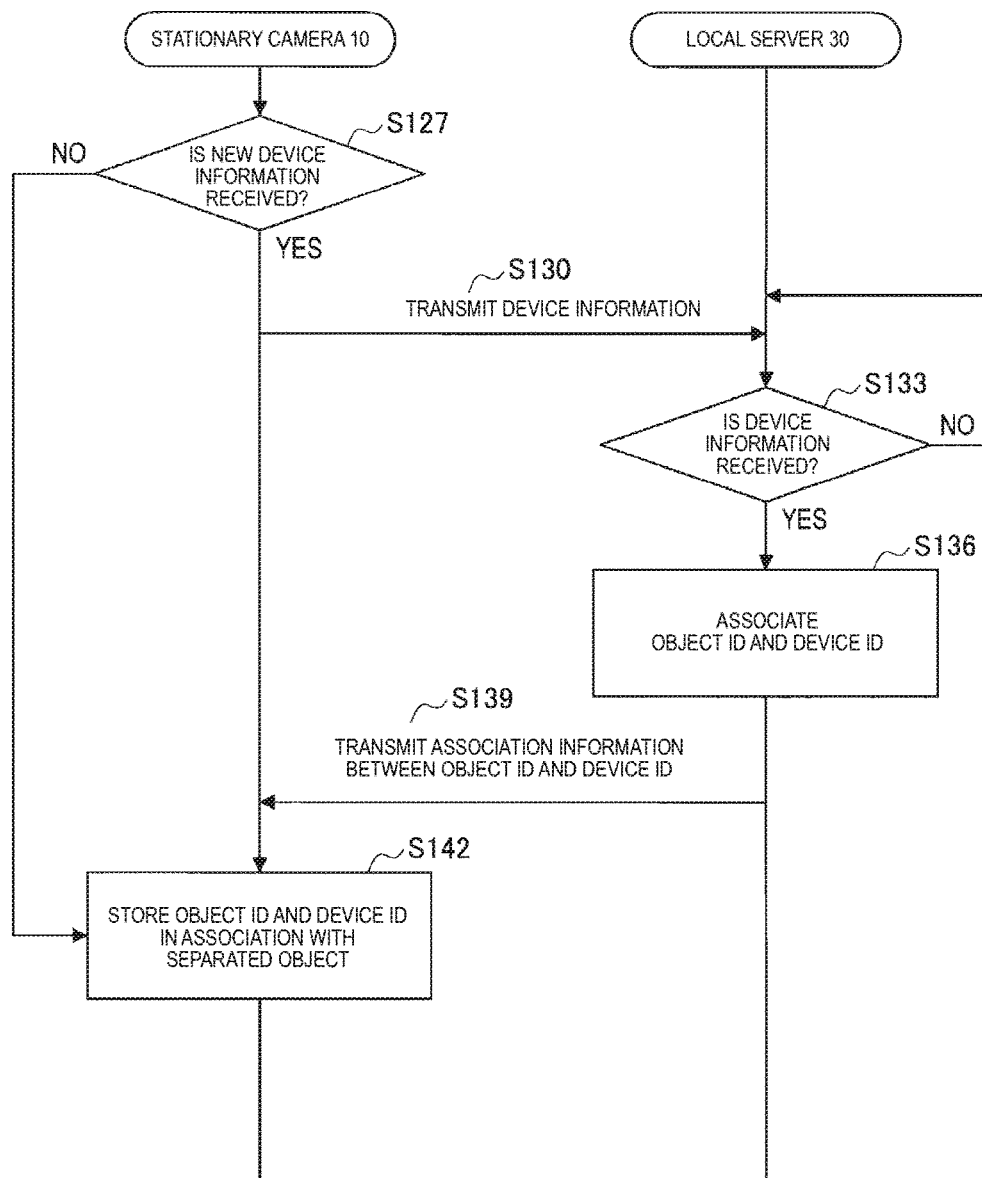 STATIONARY CAMERA 10
LOCAL SERVER 30
S127
NO
IS NEW DEVICE
INFORMATION
RECEIVED?
YES
S130
TRANSMIT DEVICE INFORMATION
S133
IS DEVICE
INFORMATION
RECEIVED?
NO
YES
S136
ASSOCIATE
OBJECT ID AND DEVICE ID
S139
TRANSMIT ASSOCIATION INFORMATION
BETWEEN OBJECT ID AND DEVICE ID
S142
STORE OBJECT ID AND DEVICE ID
IN ASSOCIATION WITH
SEPARATED OBJECT